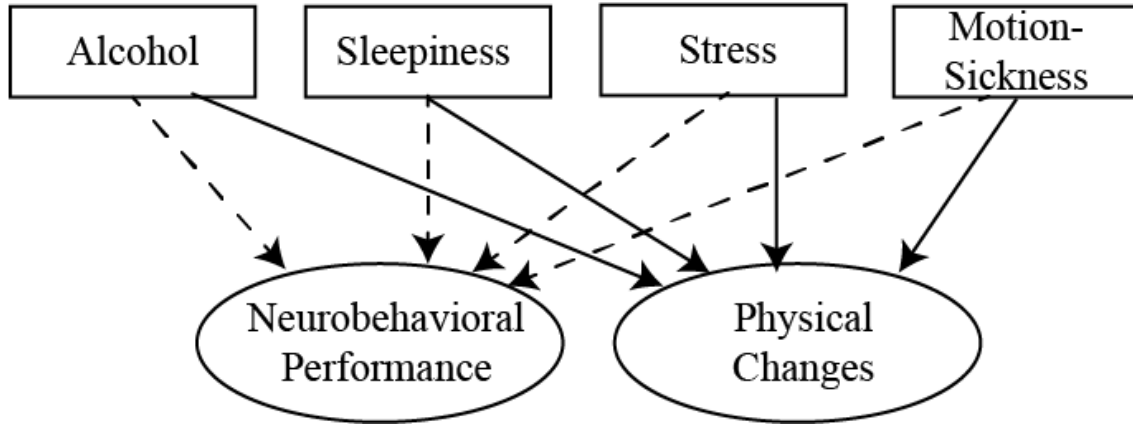 Alcohol
Sleepiness
Stress
Motion-
Sickness
Neurobehavioral
Performance
Physical
Changes